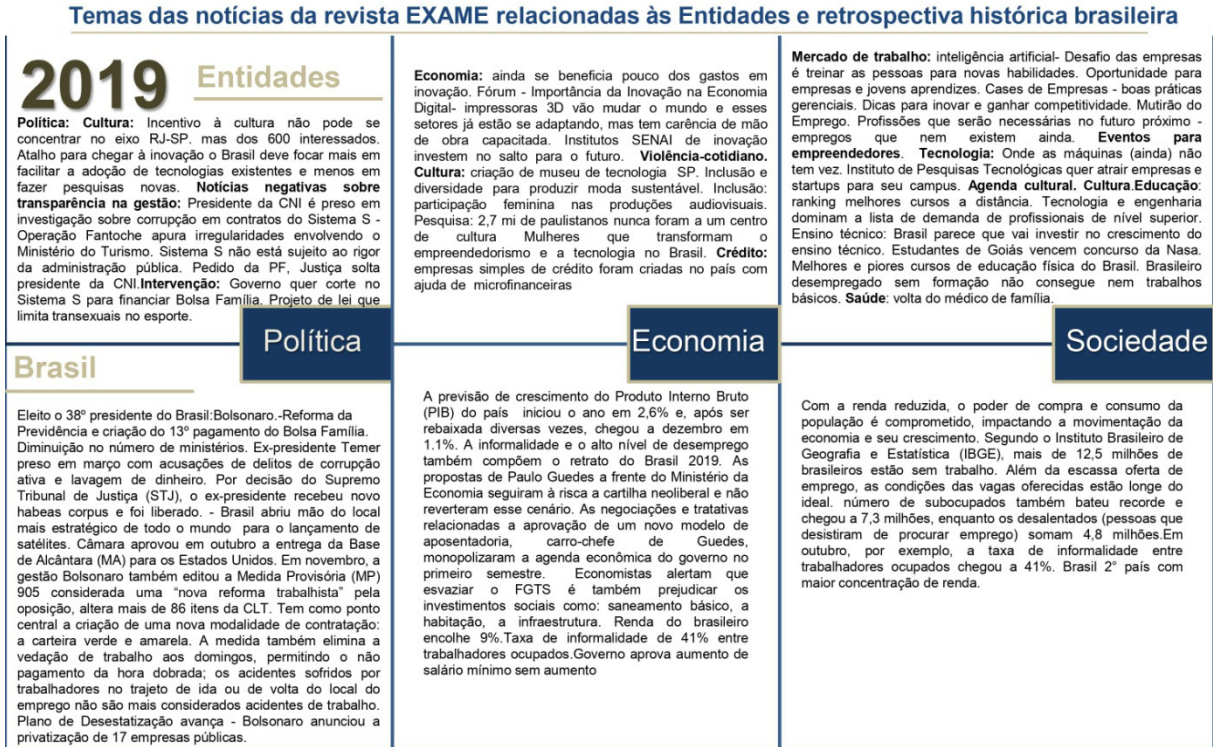 Temas das notícias da revista EXAME relacionadas às Entidades e retrospectiva histórica brasileira
2019 Entidades
Política: Cultura: Incentivo à cultura não pode se
concentrar no eixo RJ-SP. mas dos 600 interessados.
Atalho para chegar à inovação o Brasil deve focar mais em
facilitar a adoção de tecnologias existentes e menos em
fazer pesquisas novas. Notícias negativas sobre
transparência na gestão: Presidente da CNI é preso em
investigação sobre corrupção em contratos do Sistema S -
Operação Fantoche apura irregularidades envolvendo o
Ministério do Turismo. Sistema S não está sujeito ao rigor
da administração pública. Pedido da PF, Justiça solta
presidente da CNI.Intervenção: Governo quer corte no
Sistema S para financiar Bolsa Família. Projeto de lei que
limita transexuais no esporte.
Política
Economia: ainda se beneficia pouco dos gastos em
inovação. Fórum - Importância da Inovação na Economia
Digital- impressoras 3D vão mudar o mundo e esses
setores já estão se adaptando, mas tem carência de mão
de obra capacitada. Institutos SENAI de inovação
investem no salto para o futuro. Violência-cotidiano.
Cultura: criação de museu de tecnologia SP. Inclusão e
diversidade para produzir moda sustentável. Inclusão:
participação feminina nas produções audiovisuais.
Pesquisa: 2,7 mi de paulistanos nunca foram a um centro
de cultura Mulheres que transformam o
empreendedorismo e a tecnologia no Brasil. Crédito:
empresas simples de crédito foram criadas no país com
ajuda de microfinanceiras
Economia
Mercado de trabalho: inteligência artificial- Desafio das empresas
é treinar as pessoas para novas habilidades. Oportunidade para
empresas e jovens aprendizes. Cases de Empresas - boas práticas
gerenciais. Dicas para inovar e ganhar competitividade. Mutirão do
Emprego. Profissões que serão necessárias no futuro próximo -
empregos que nem existem ainda. Eventos para
empreendedores. Tecnologia: Onde as máquinas (ainda) não
tem vez. Instituto de Pesquisas Tecnológicas quer atrair empresas e
startups para seu campus. Agenda cultural. Cultura.Educação:
ranking melhores cursos a distância. Tecnologia e engenharia
dominam a lista de demanda de profissionais de nível superior.
Ensino técnico: Brasil parece que vai investir no crescimento do
ensino técnico. Estudantes de Goiás vencem concurso da Nasa.
Melhores e piores cursos de educação física do Brasil. Brasileiro
desempregado sem formação não consegue nem trabalhos
básicos. Saúde: volta do médico de família.
Sociedade
Brasil
Eleito o 38º presidente do Brasil:Bolsonaro.-Reforma da
Previdência e criação do 13º pagamento do Bolsa Família.
Diminuição no número de ministérios. Ex-presidente Temer
preso em março com acusações de delitos de corrupção
ativa e lavagem de dinheiro. Por decisão do Supremo
Tribunal de Justiça (STJ), o ex-presidente recebeu novo
habeas corpus e foi liberado. - Brasil abriu mão do local
mais estratégico de todo o mundo para o lançamento de
satélites. Câmara aprovou em outubro a entrega da Base
de Alcântara (MA) para os Estados Unidos. Em novembro, a
gestão Bolsonaro também editou a Medida Provisória (MP)
905 considerada uma “nova reforma trabalhista” pela
oposição, altera mais de 86 itens da CLT. Tem como ponto
central a criação de uma nova modalidade de contratação:
a carteira verde e amarela. A medida também elimina a
vedação de trabalho aos domingos, permitindo o não
pagamento da hora dobrada; os acidentes sofridos por
trabalhadores no trajeto de ida ou de volta do local do
emprego não são mais considerados acidentes de trabalho.
Plano de Desestatização avança - Bolsonaro anunciou a
privatização de 17 empresas públicas.
A previsão de crescimento do Produto Interno Bruto
(PIB) do país iniciou o ano em 2,6% e, após ser
rebaixada diversas vezes, chegou a dezembro em
1.1%. A informalidade e o alto nível de desemprego
também compõem o retrato do Brasil 2019. As
propostas de Paulo Guedes a frente do Ministério da
Economia seguiram à risca a cartilha neoliberal e não
reverteram esse cenário. As negociações e tratativas
relacionadas a aprovação de um novo modelo de
aposentadoria, carro-chefe de Guedes,
monopolizaram a agenda econômica do governo no
primeiro semestre. Economistas alertam que
esvaziar o FGTS é também prejudicar os
investimentos sociais como: saneamento básico, a
habitação, a infraestrutura. Renda do brasileiro
encolhe 9%.Taxa de informalidade de 41% entre
trabalhadores ocupados.Governo aprova aumento de
salário mínimo sem aumento
Com a renda reduzida, o poder de compra e consumo da
população é comprometido, impactando a movimentação da
economia e seu crescimento. Segundo o Instituto Brasileiro de
Geografia e Estatística (IBGE), mais de 12,5 milhões de
brasileiros estão sem trabalho. Além da escassa oferta de
emprego, as condições das vagas oferecidas estão longe do
ideal. número de subocupados também bateu recorde e
chegou a 7,3 milhões, enquanto os desalentados (pessoas que
desistiram de procurar emprego) somam 4,8 milhões.Em
outubro, por exemplo, a taxa de informalidade entre
trabalhadores ocupados chegou a 41%. Brasil 2° país com
maior concentração de renda.